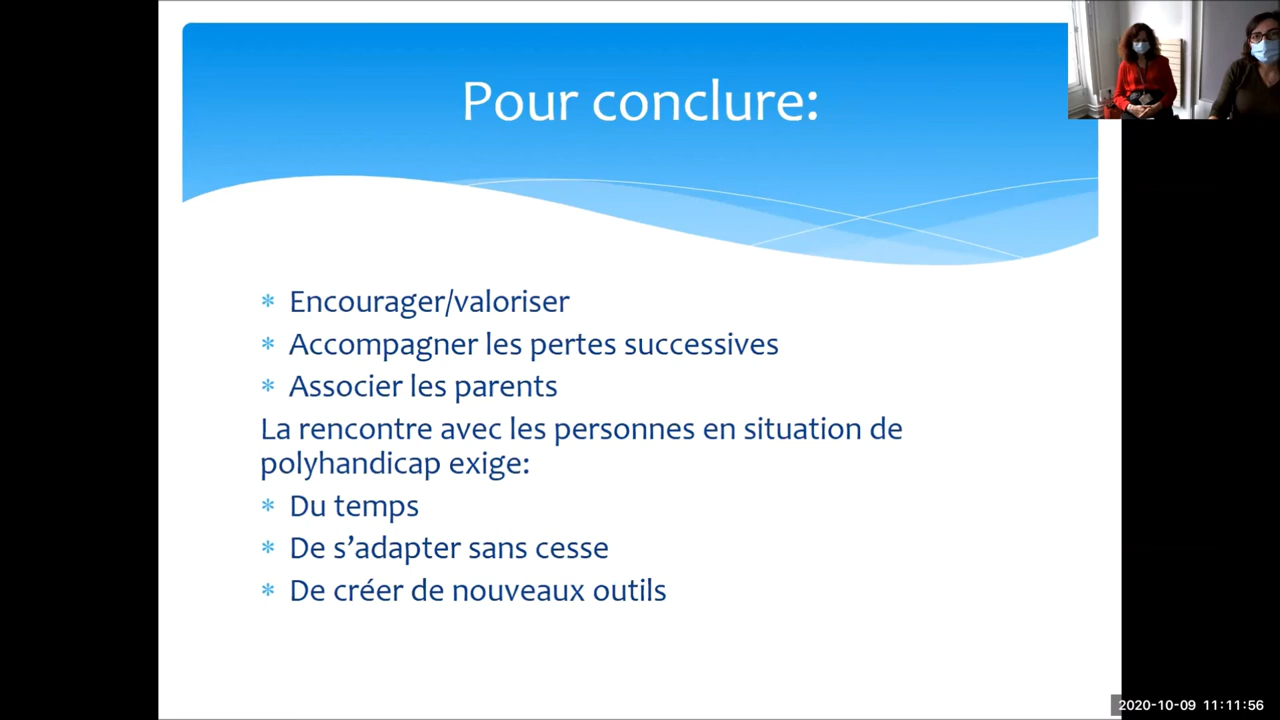 Pour conclure:
* Encourager/valoriser
* Accompagner les pertes successives
* Associer les parents
La rencontre avec les personnes en situation de
polyhandicap exige:
* Du temps
* De s’adapter sans cesse
* De créer de nouveaux outils
2020-10-09 11:11:56